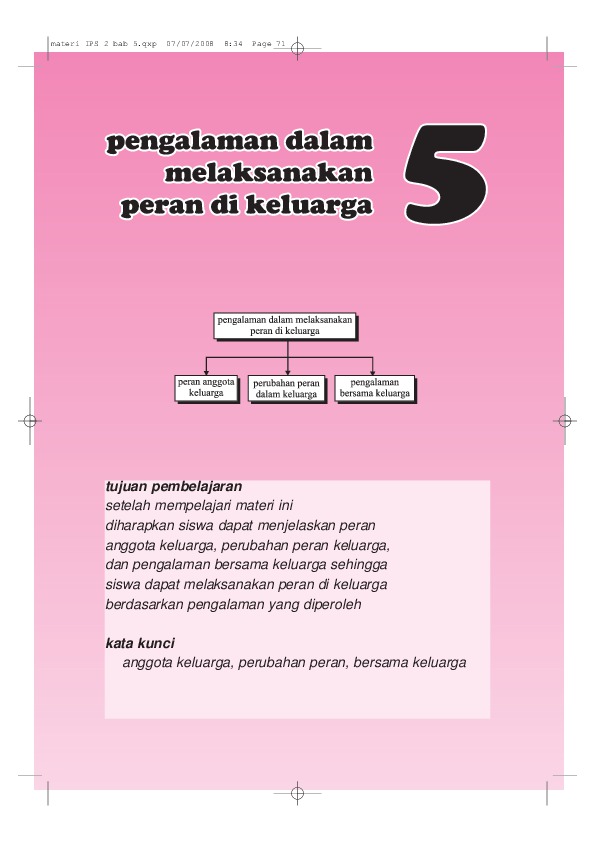 materi IPS 2 bab 5.qxp  07/07/2008  8:34  Page 71
pengalaman dalam
melaksanakan
peran di keluarga
5
pengalaman dalam melaksanakan
peran di keluarga
peran anggota
keluarga
perubahan peran
dalam keluarga
pengalaman
bersama keluarga
tujuan pembelajaran
setelah mempelajari materi ini
diharapkan siswa dapat menjelaskan peran
anggota keluarga, perubahan peran keluarga,
dan pengalaman bersama keluarga sehingga
siswa dapat melaksanakan peran di keluarga
berdasarkan pengalaman yang diperoleh
kata kunci
anggota keluarga, perubahan peran, bersama keluarga